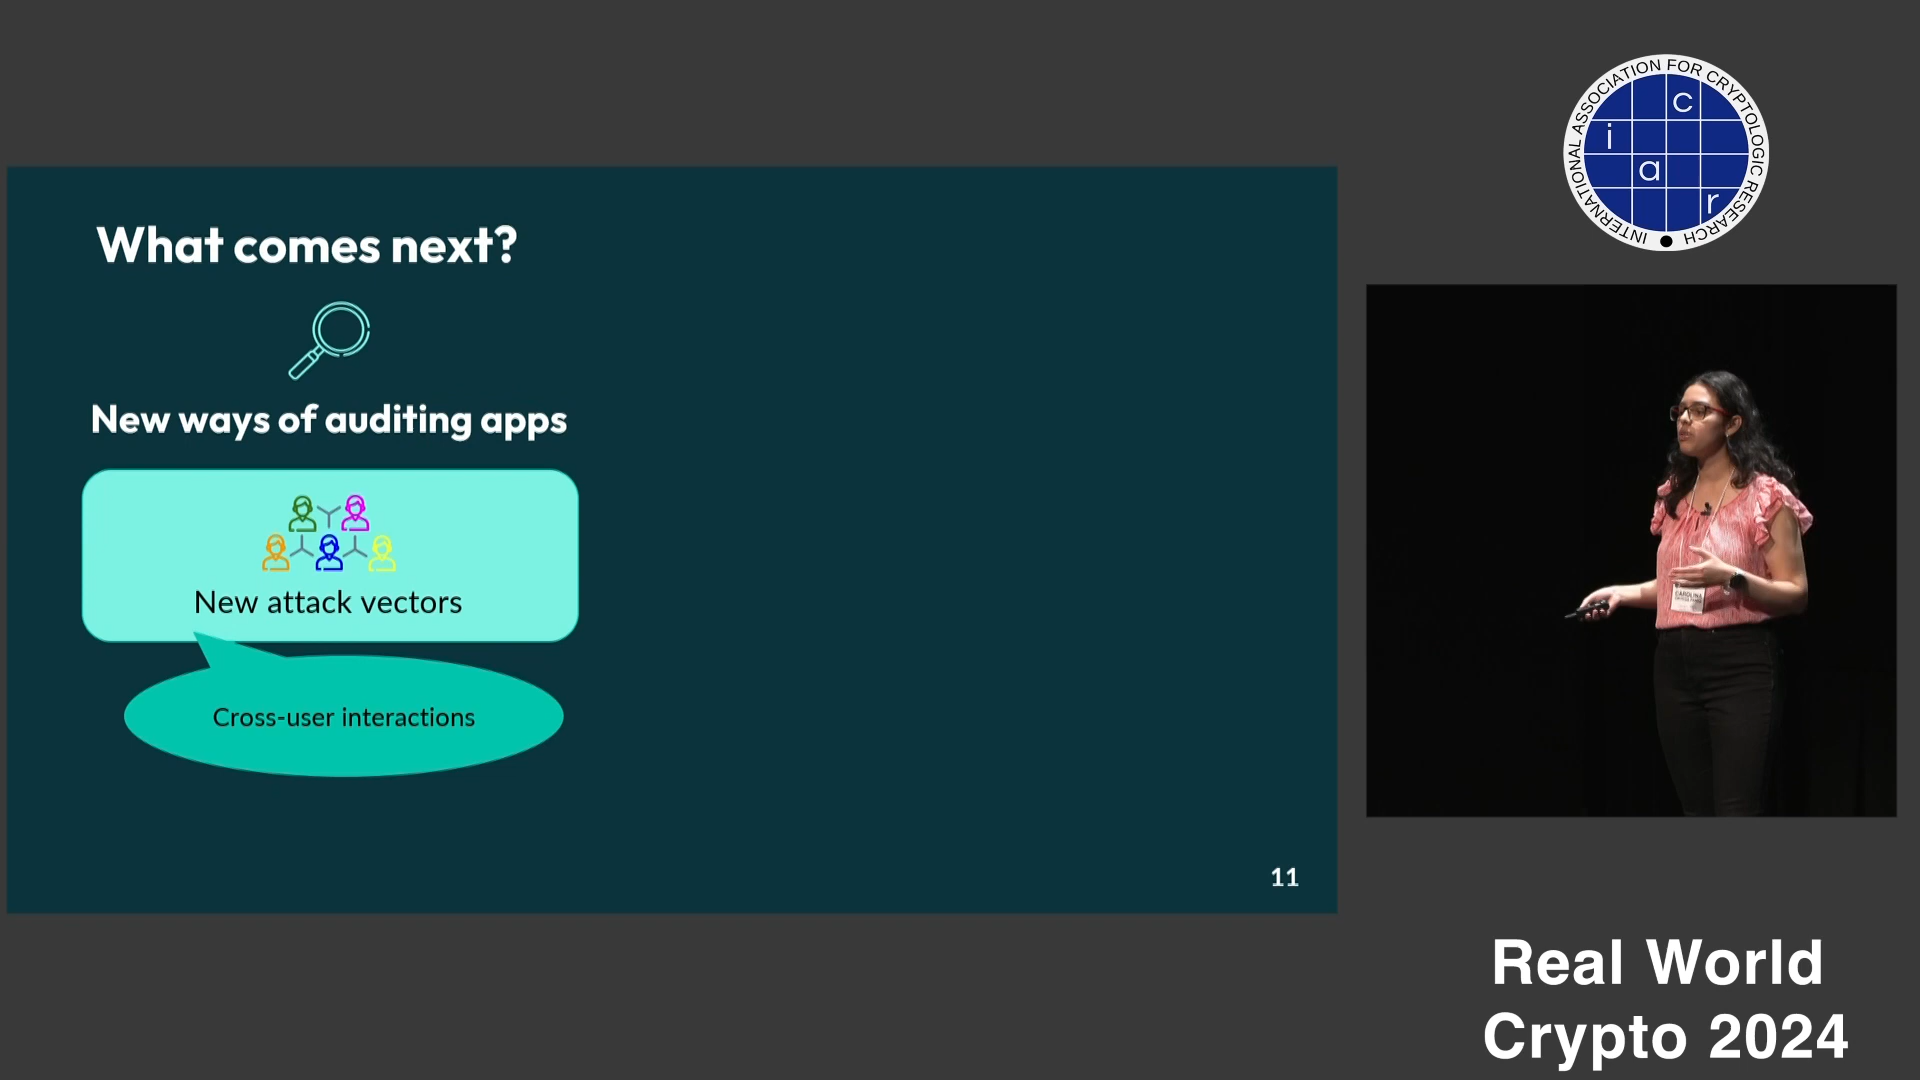 What comes next?
New ways of auditing apps
New attack vectors
Cross-user interactions
11
INTERNATIONAL ASSOCIATION FOR CRYPTOLOGIC RESEARCH
c
i
a
r
CAROLINA
Real World
Crypto 2024